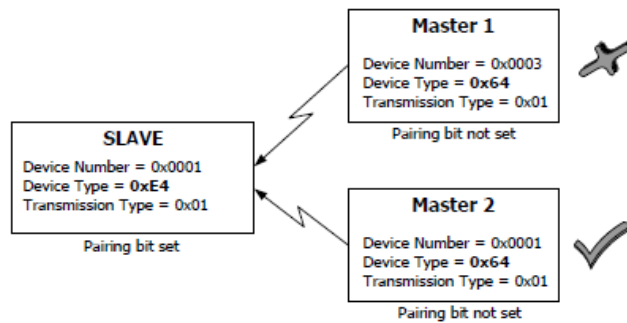 Master 1
Device Number = 0x0003
Device Type = 0x64
Transmission Type = 0x01
Pairing bit not set
SLAVE
Device Number = 0x0001
Device Type = 0xE4
Transmission Type = 0x01
Pairing bit set
Master 2
Device Number = 0x0001
Device Type = 0x64
Transmission Type = 0x01
Pairing bit not set